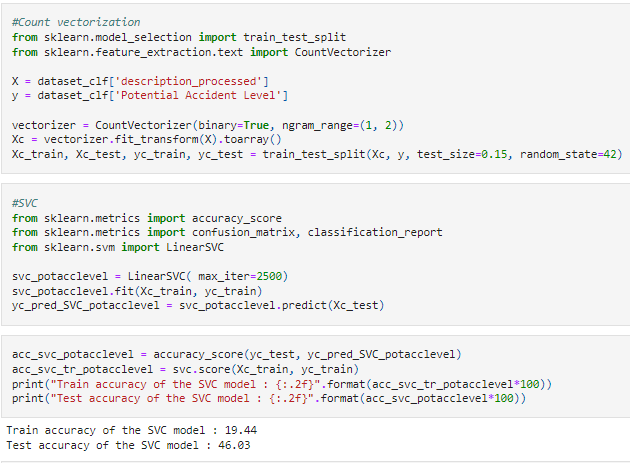 #Count vectorization
from sklearn.model_selection import train_test_split
from sklearn.feature_extraction.text import CountVectorizer
X = dataset_clf['description_processed']
y = dataset_clf['Potential Accident Level']
vectorizer = CountVectorizer(binary=True, ngram_range=(1, 2))
Xc = vectorizer.fit_transform(X).toarray()
Xc_train, Xc_test, yc_train, yc_test = train_test_split(Xc, y, test_size=0.15, random_state=42)
#SVC
from sklearn.metrics import accuracy_score
from sklearn.metrics import confusion_matrix, classification_report
from sklearn.svm import LinearSVC
svc_potacclevel = LinearSVC( max_iter=2500)
svc_potacclevel.fit(Xc_train, yc_train)
yc_pred_SVC_potacclevel = svc_potacclevel.predict(Xc_test)
acc_svc_potacclevel = accuracy_score(yc_test, yc_pred_SVC_potacclevel)
acc_svc_tr_potacclevel = svc.score(Xc_train, yc_train)
print("Train accuracy of the SVC model : {:.2f}".format(acc_svc_tr_potacclevel*100))
print("Test accuracy of the SVC model : {:.2f}".format(acc_svc_potacclevel*100))
Train accuracy of the SVC model : 19.44
Test accuracy of the SVC model : 46.03